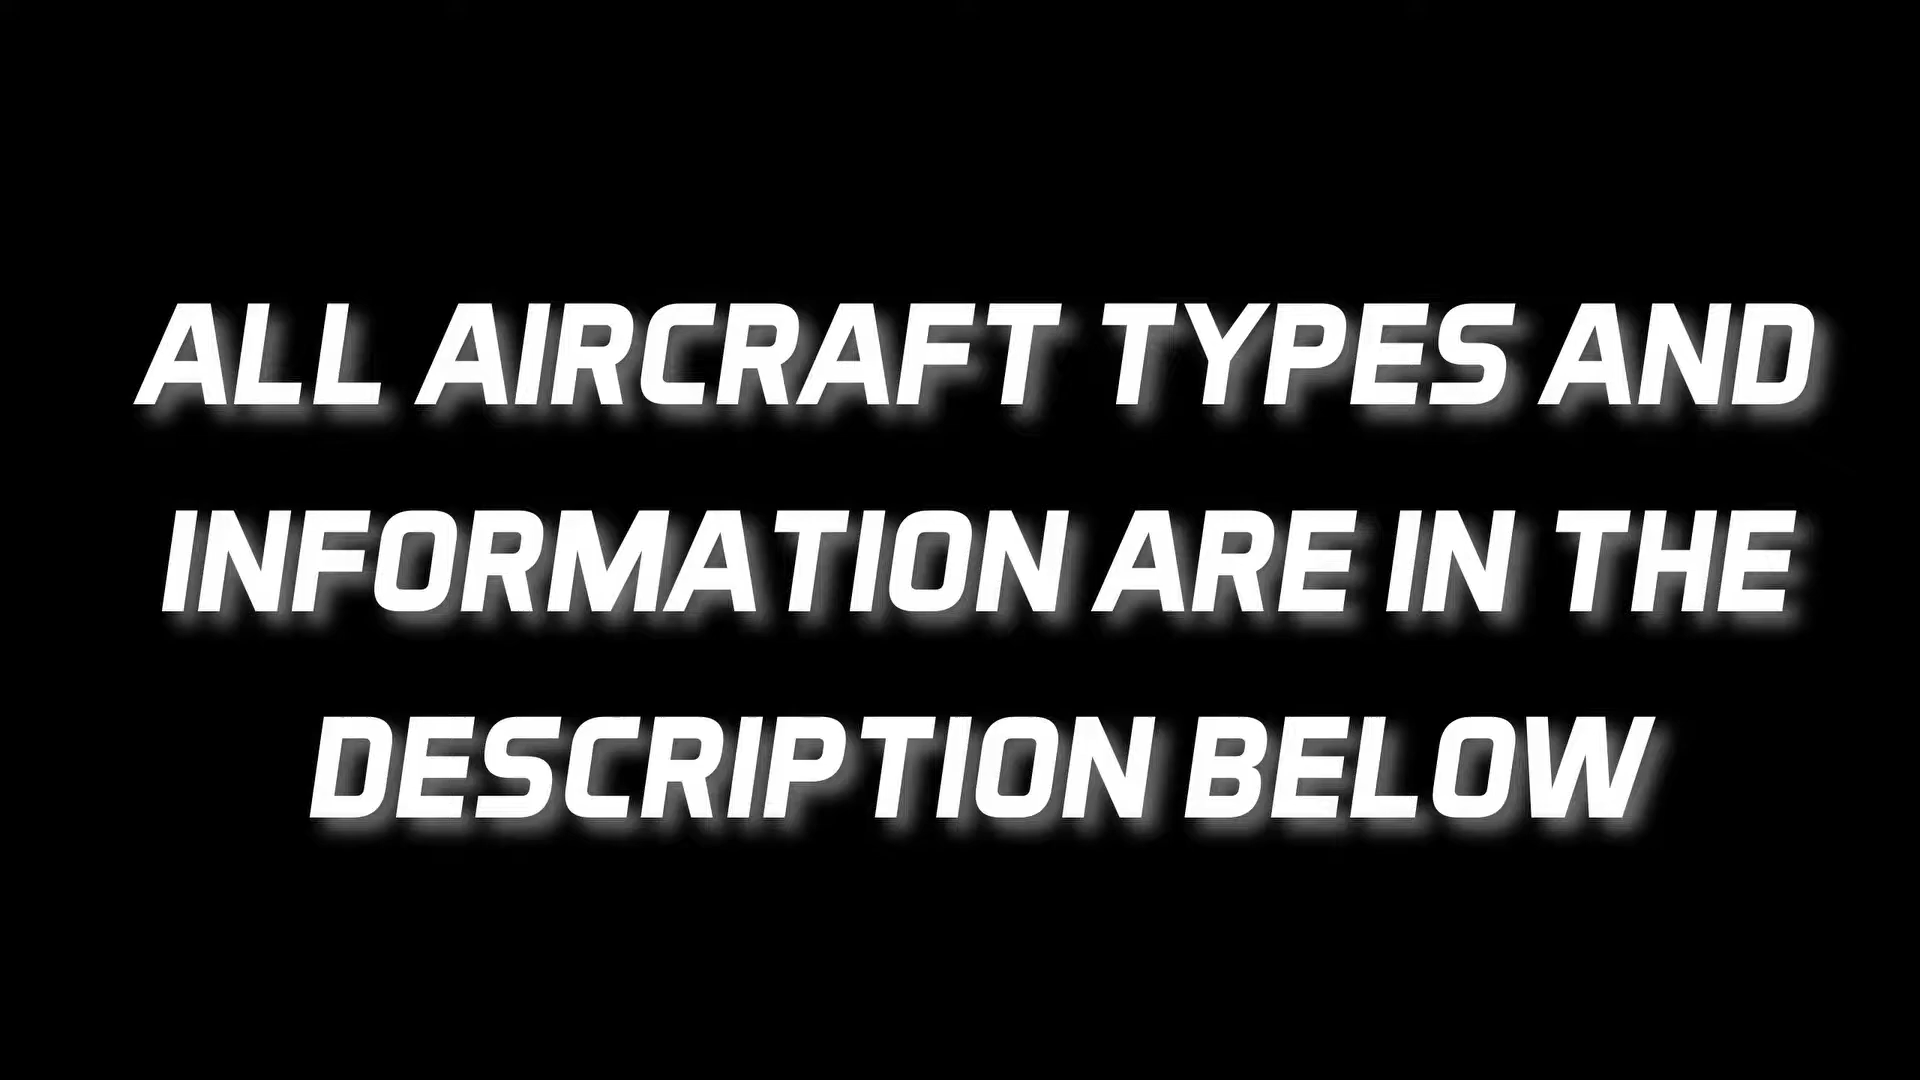 ALL AIRCRAFT TYPES AND
INFORMATION ARE IN THE
DESCRIPTION BELOW